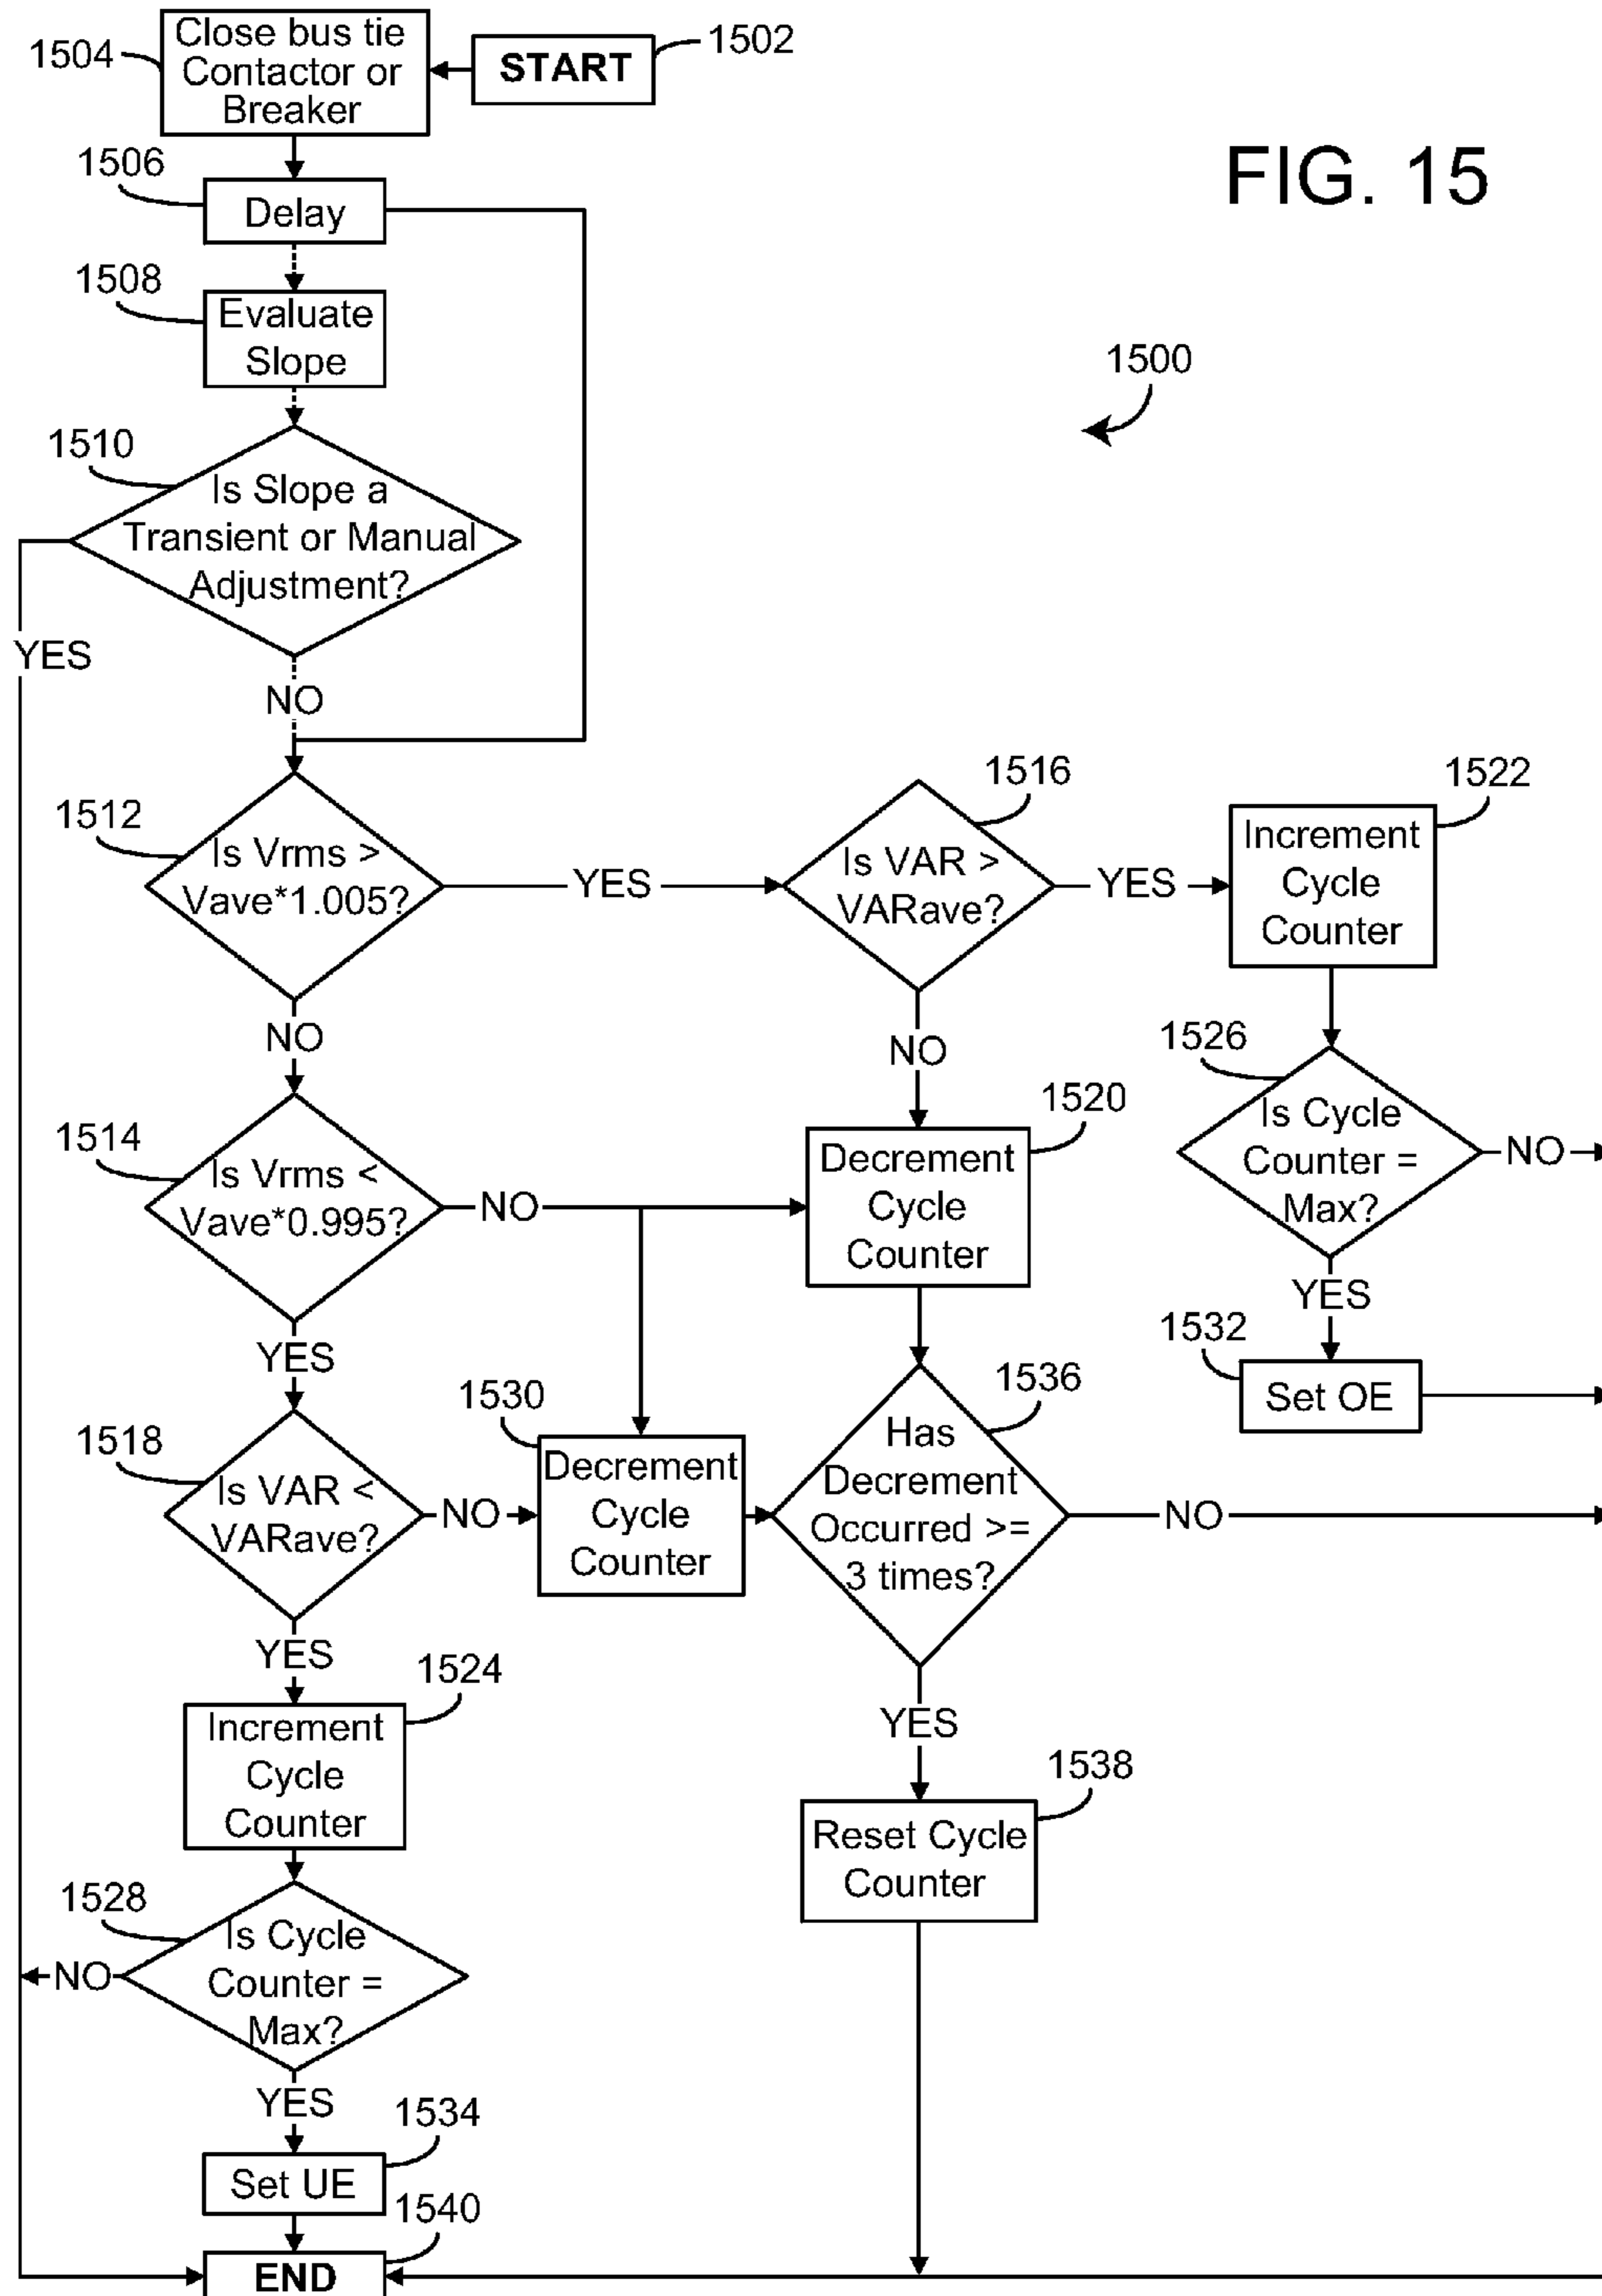 1504
Close bus tie
Contactor or
Breaker
START
1502
FIG. 15
1506
Delay
1508
Evaluate
Slope
1500
1510
Is Slope a
Transient or Manual
Adjustment?
YES
NO
1512
Is Vrms >
Vave*1.005?
YES
1516
Is VAR >
VARave?
YES
1522
Increment
Cycle
Counter
NO
NO
1526
Is Cycle
Counter =
Max?
NO
1514
Is Vrms <
Vave*0.995?
NO
1520
Decrement
Cycle
Counter
YES
YES
1532
Set OE
1518
Is VAR <
VARave?
NO
1530
Decrement
Cycle
Counter
1536
Has
Decrement
Occurred >=
3 times?
NO
YES
1524
Increment
Cycle
Counter
YES
1538
Reset Cycle
Counter
1528
Is Cycle
Counter =
Max?
NO
YES
1534
Set UE
1540
END